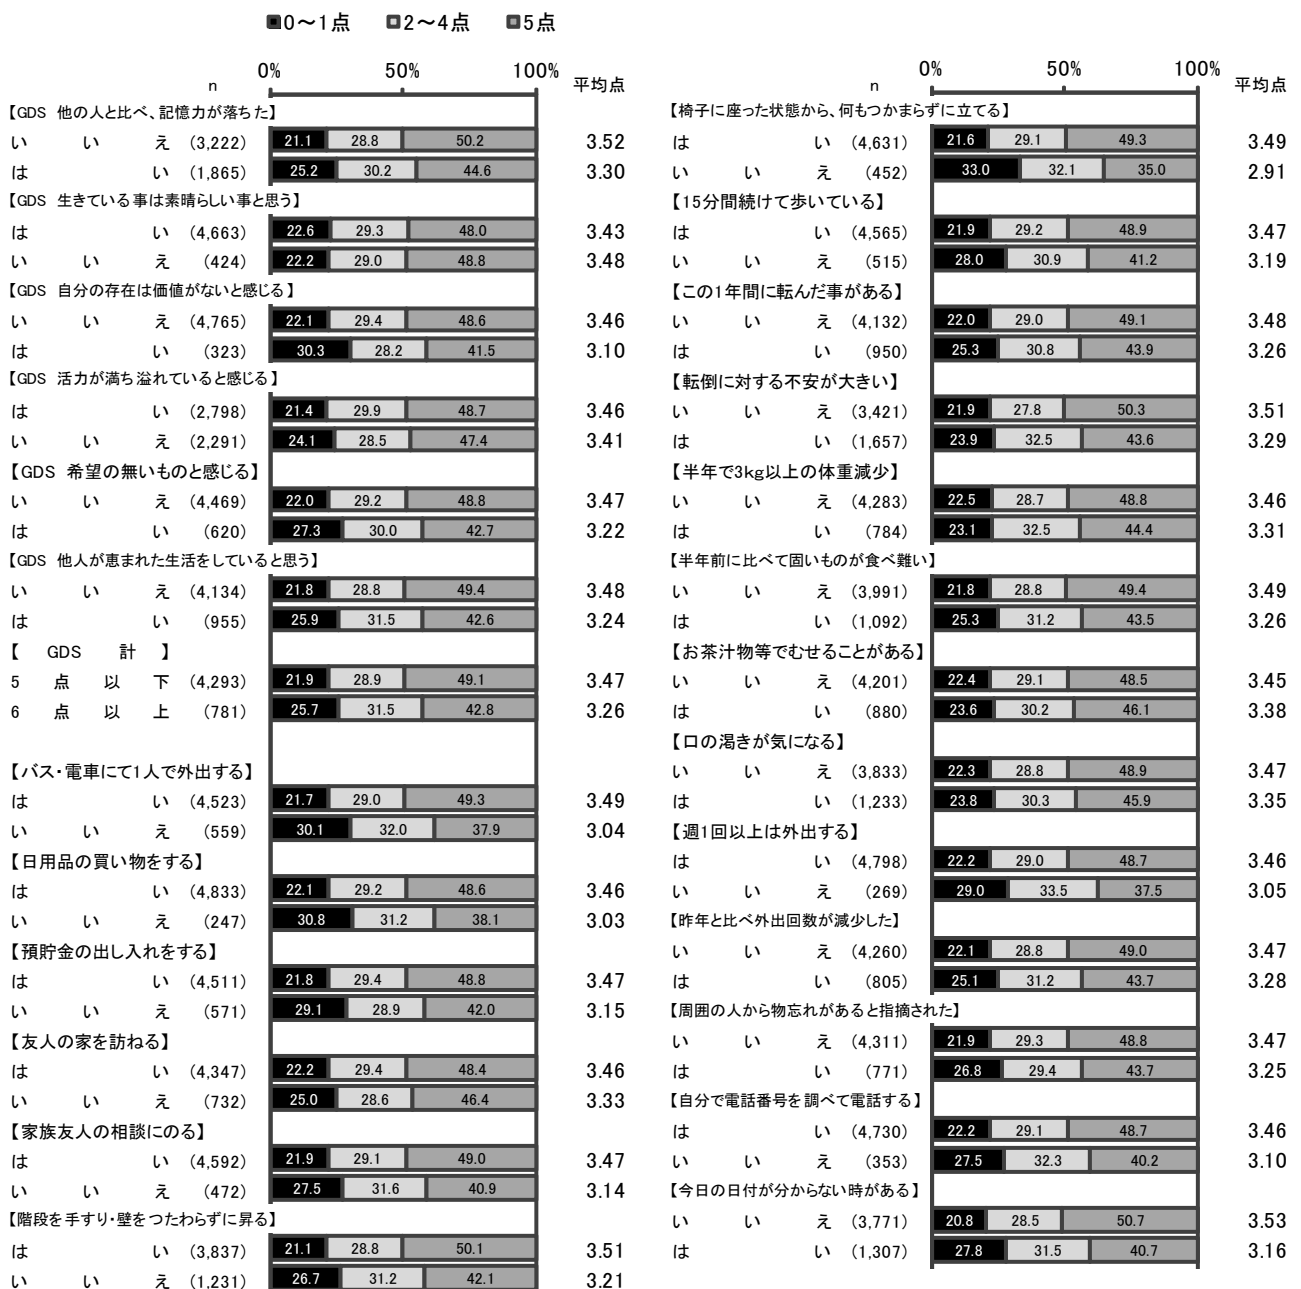 ■0～1点 □2～4点 ■5点
n 0% 50% 100% 平均点
【GDS 他の人と比べ、記憶力が落ちた】
いいえ (3,222) 21.1 28.8 50.2 3.52
はい (1,865) 25.2 30.2 44.6 3.30
【GDS 生きている事は素晴らしい事と思う】
はい (4,663) 22.6 29.3 48.0 3.43
いいえ (424) 22.2 29.0 48.8 3.48
【GDS 自分の存在は価値がないと感じる】
いいえ (4,765) 22.1 29.4 48.6 3.46
はい (323) 30.3 28.2 41.5 3.10
【GDS 活力が満ち溢れていると感じる】
はい (2,798) 21.4 29.9 48.7 3.46
いいえ (2,291) 24.1 28.5 47.4 3.41
【GDS 希望の無いものと感じる】
いいえ (4,469) 22.0 29.2 48.8 3.47
はい (620) 27.3 30.0 42.7 3.22
【GDS 他人が恵まれた生活をしていると思う】
いいえ (4,134) 21.8 28.8 49.4 3.48
はい (955) 25.9 31.5 42.6 3.24
【GDS計】
5点以下 (4,293) 21.9 28.9 49.1 3.47
6点以上 (781) 25.7 31.5 42.8 3.26
【バス・電車にて1人で外出する】
はい (4,523) 21.7 29.0 49.3 3.49
いいえ (559) 30.1 32.0 37.9 3.04
【日用品の買い物をする】
はい (4,833) 22.1 29.2 48.6 3.46
いいえ (247) 30.8 31.2 38.1 3.03
【預貯金の出し入れをする】
はい (4,511) 21.8 29.4 48.8 3.47
いいえ (571) 29.1 28.9 42.0 3.15
【友人の家を訪ねる】
はい (4,347) 22.2 29.4 48.4 3.46
いいえ (732) 25.0 28.6 46.4 3.33
【家族友人の相談にのる】
はい (4,592) 21.9 29.1 49.0 3.47
いいえ (472) 27.5 31.6 40.9 3.14
【階段を手すり・壁をつたわらずに昇る】
はい (3,837) 21.1 28.8 50.1 3.51
いいえ (1,231) 26.7 31.2 42.1 3.21
n 0% 50% 100% 平均点
【椅子に座った状態から、何もつかまらずに立てる】
はい (4,631) 21.6 29.1 49.3 3.49
いいえ (452) 33.0 32.1 35.0 2.91
【15分間続けて歩いている】
はい (4,565) 21.9 29.2 48.9 3.47
いいえ (515) 28.0 30.9 41.2 3.19
【この1年間に転んだ事がある】
いいえ (4,132) 22.0 29.0 49.1 3.48
はい (950) 25.3 30.8 43.9 3.26
【転倒に対する不安が大きい】
いいえ (3,421) 21.9 27.8 50.3 3.51
はい (1,657) 23.9 32.5 43.6 3.29
【半年で3kg以上の体重減少】
いいえ (4,283) 22.5 28.7 48.8 3.46
はい (784) 23.1 32.5 44.4 3.31
【半年前に比べて固いものが食べ難い】
いいえ (3,991) 21.8 28.8 49.4 3.49
はい (1,092) 25.3 31.2 43.5 3.26
【お茶汁物等でむせることがある】
いいえ (4,201) 22.4 29.1 48.5 3.45
はい (880) 23.6 30.2 46.1 3.38
【口の渇きが気になる】
いいえ (3,833) 22.3 28.8 48.9 3.47
はい (1,233) 23.8 30.3 45.9 3.35
【週1回以上は外出する】
はい (4,798) 22.2 29.0 48.7 3.46
いいえ (269) 29.0 33.5 37.5 3.05
【昨年と比べ外出回数が減少した】
いいえ (4,260) 22.1 28.8 49.0 3.47
はい (805) 25.1 31.2 43.7 3.28
【周囲の人から物忘れがあると指摘された】
いいえ (4,311) 21.9 29.3 48.8 3.47
はい (771) 26.8 29.4 43.7 3.25
【自分で電話番号を調べて電話する】
はい (4,730) 22.2 29.1 48.7 3.46
いいえ (353) 27.5 32.3 40.2 3.10
【今日の日付が分からない時がある】
いいえ (3,771) 20.8 28.5 50.7 3.53
はい (1,307) 27.8 31.5 40.7 3.16